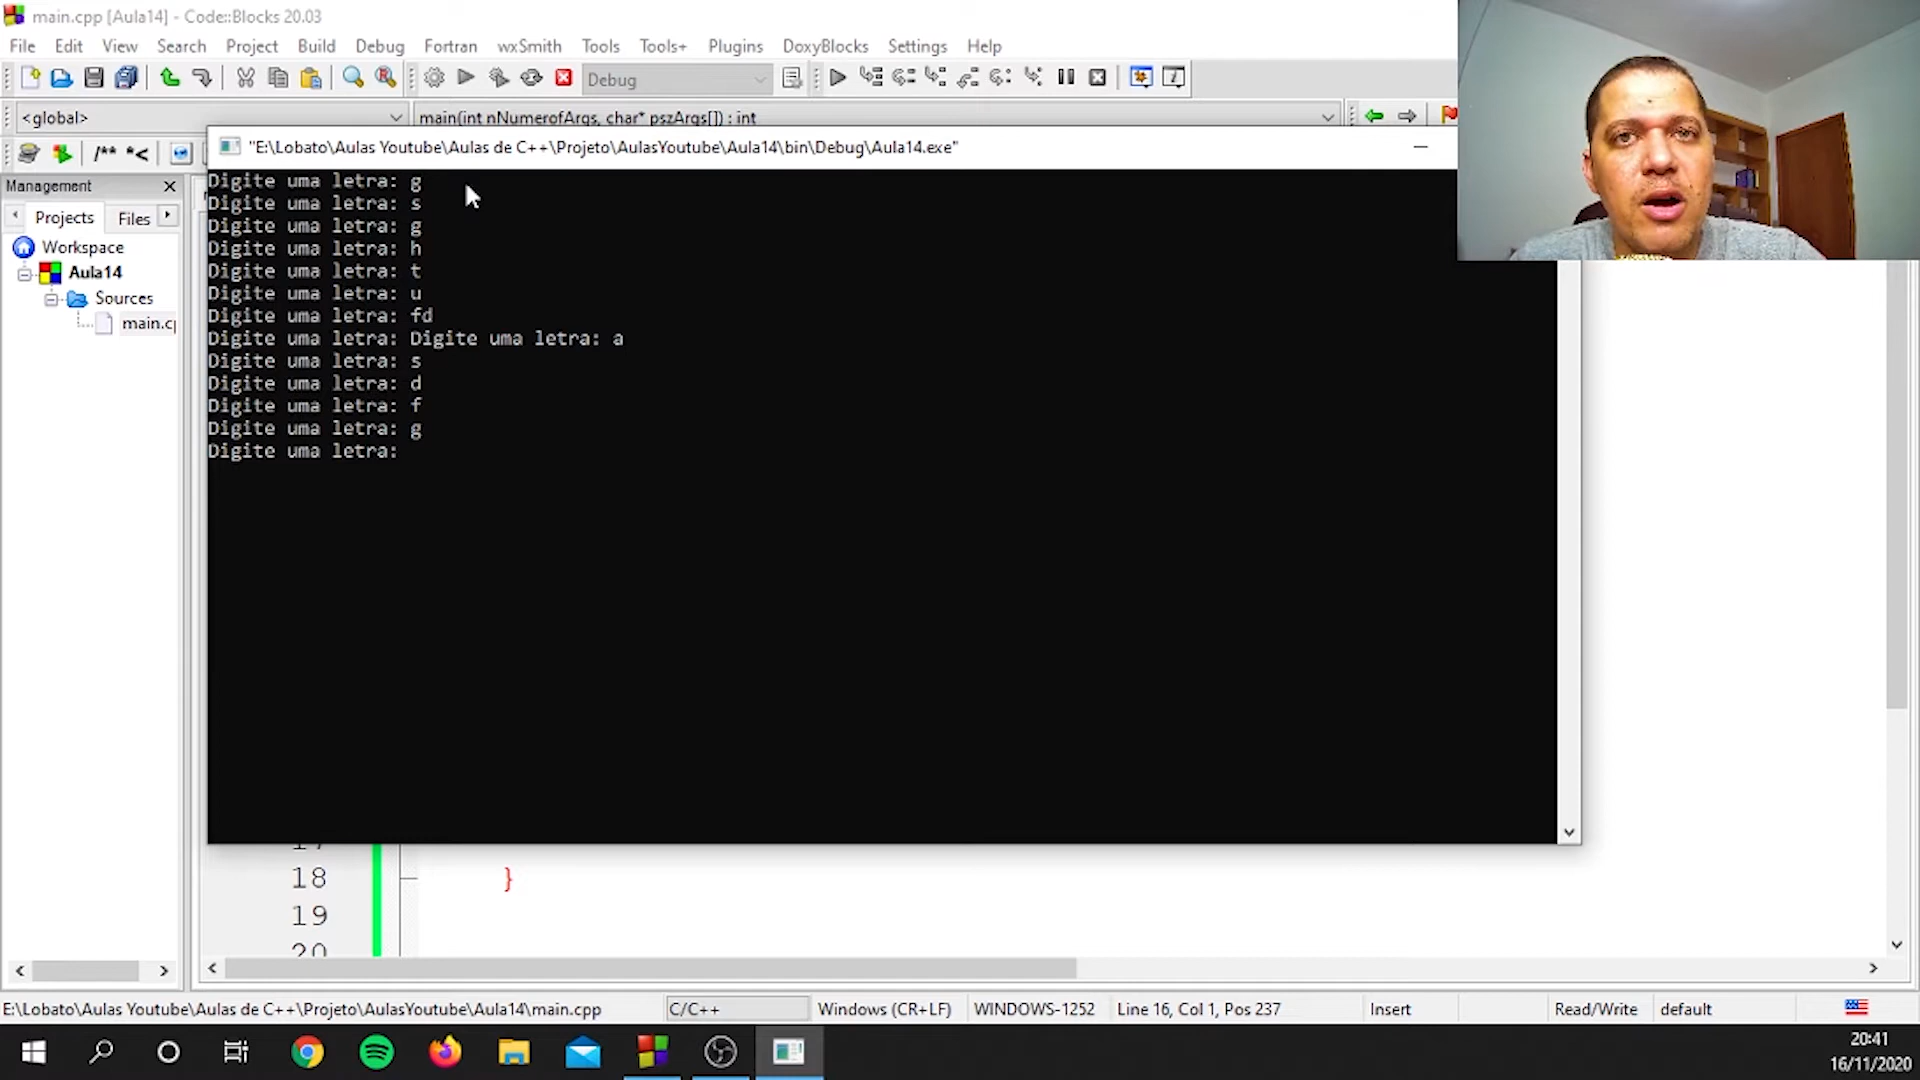 main.cpp [Aula14] - Code::Blocks 20.03
File Edit View Search Project Build Debug Fortran wxSmith Tools Tools+ Plugins DoxyBlocks Settings Help
Debug
<global> main(int nNumerofArgs, char* pszArgs[]) : int
/** *<
"E:\Lobato\Aulas Youtube\Aulas de C++\Projeto\AulasYoutube\Aula14\bin\Debug\Aula14.exe"
Management
Projects Files
Workspace
Aula14
Sources
main.c
Digite uma letra: g
Digite uma letra: s
Digite uma letra: g
Digite uma letra: h
Digite uma letra: t
Digite uma letra: u
Digite uma letra: fd
Digite uma letra: Digite uma letra: a
Digite uma letra: s
Digite uma letra: d
Digite uma letra: f
Digite uma letra: g
Digite uma letra:
17
18 }
19
20
E:\Lobato\Aulas Youtube\Aulas de C++\Projeto\AulasYoutube\Aula14\main.cpp C/C++ Windows (CR+LF) WINDOWS-1252 Line 16, Col 1, Pos 237 Insert Read/Write default
20:41
16/11/2020